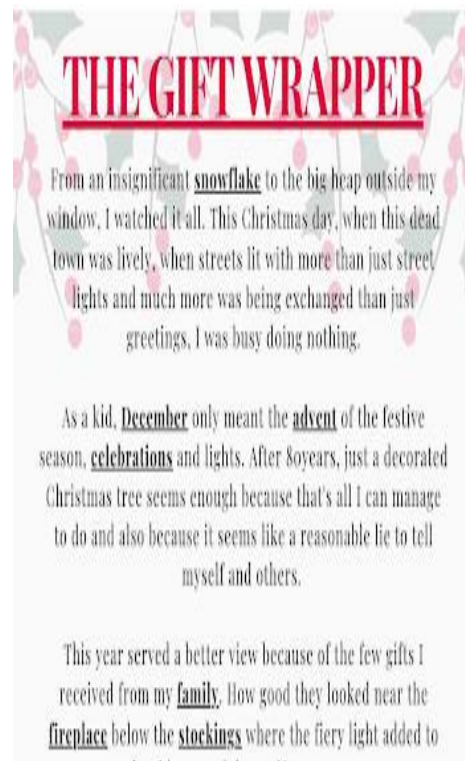 THE GIFT WRAPPER
From an insignificant snowflake to the big heap outside my
window, I watched it all. This Christmas day, when this dead
town was lively, when streets lit with more than just street
lights and much more was being exchanged than just
greetings, I was busy doing nothing.
As a kid, December only meant the advent of the festive
season, celebrations and lights. After 80years, just a decorated
Christmas tree seems enough because that's all I can manage
to do and also because it seems like a reasonable lie to tell
myself and others.
This year served a better view because of the few gifts I
received from my family. How good they looked near the
fireplace below the stockings where the fiery light added to